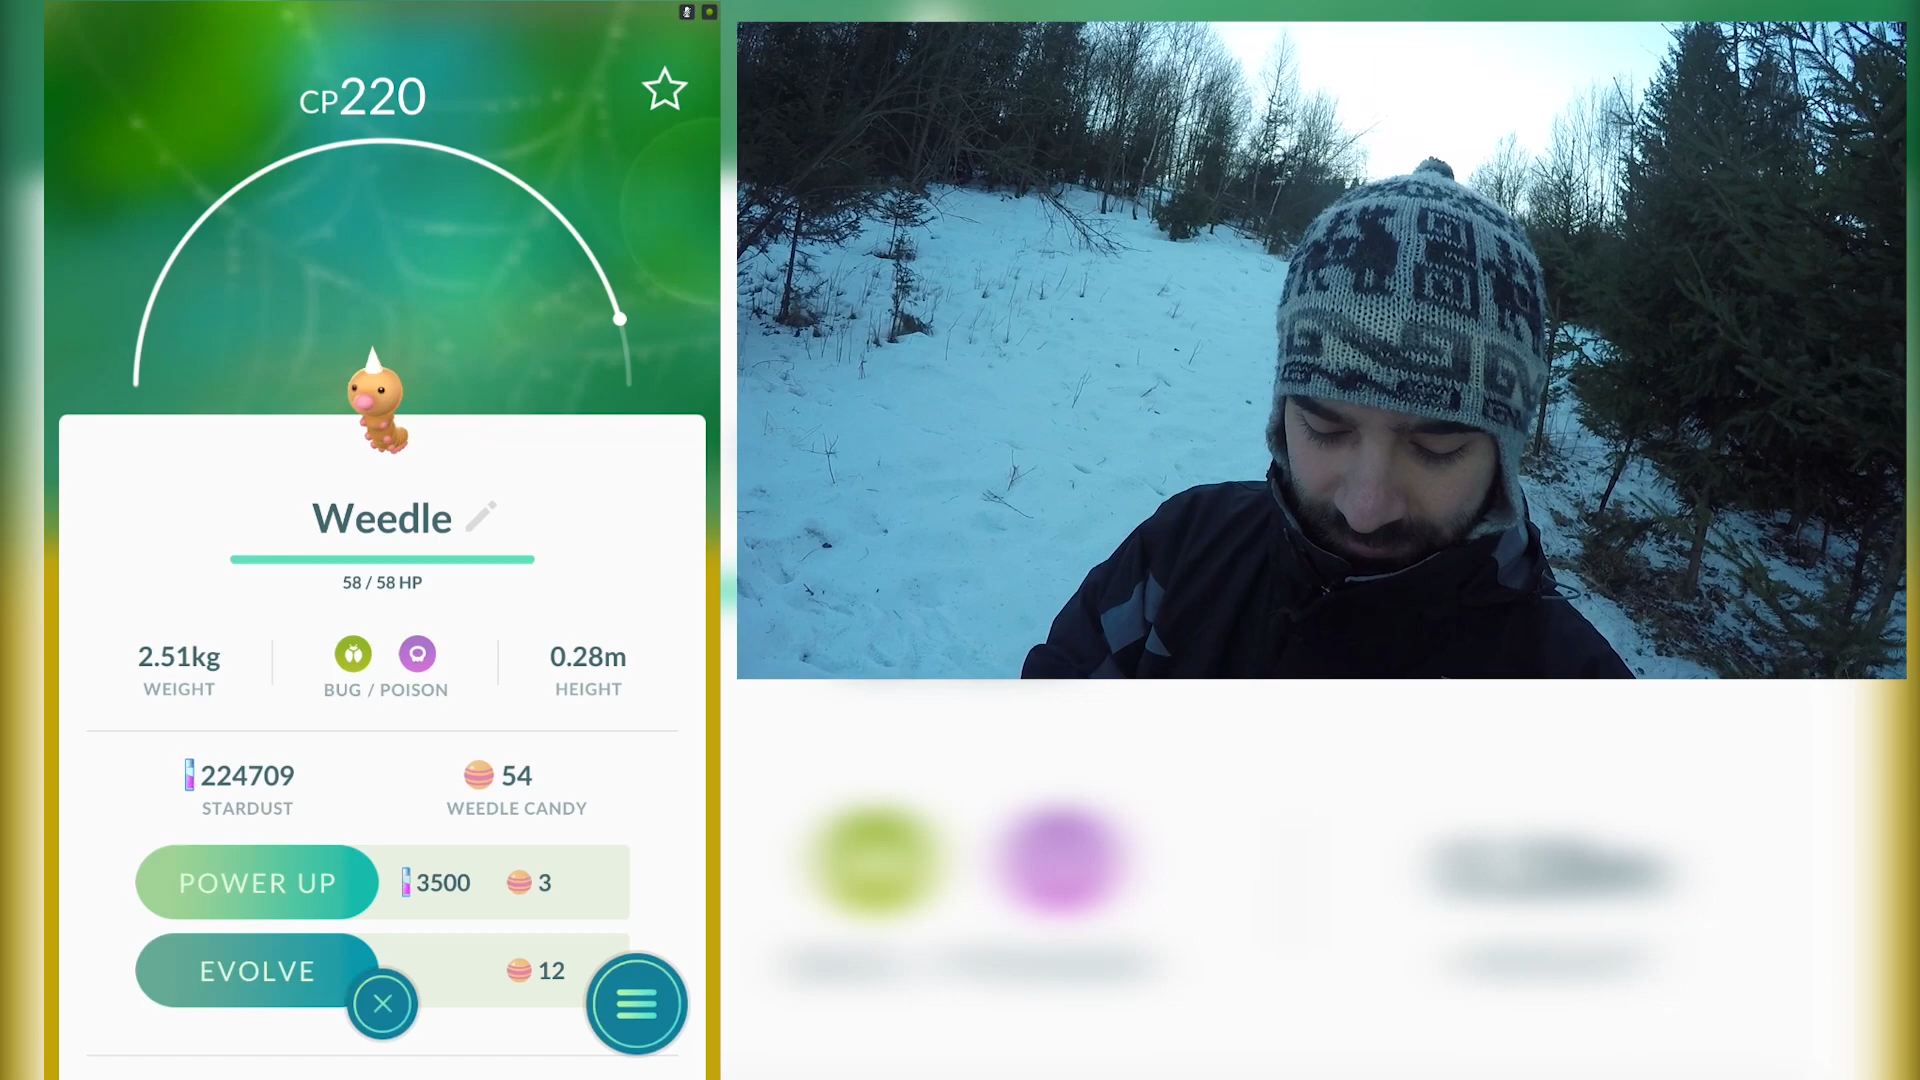 CP220
Weedle
58 / 58 HP
2.51kg
WEIGHT
BUG / POISON
0.28m
HEIGHT
224709
STARDUST
54
WEEDLE CANDY
POWER UP 3500 3
EVOLVE 12